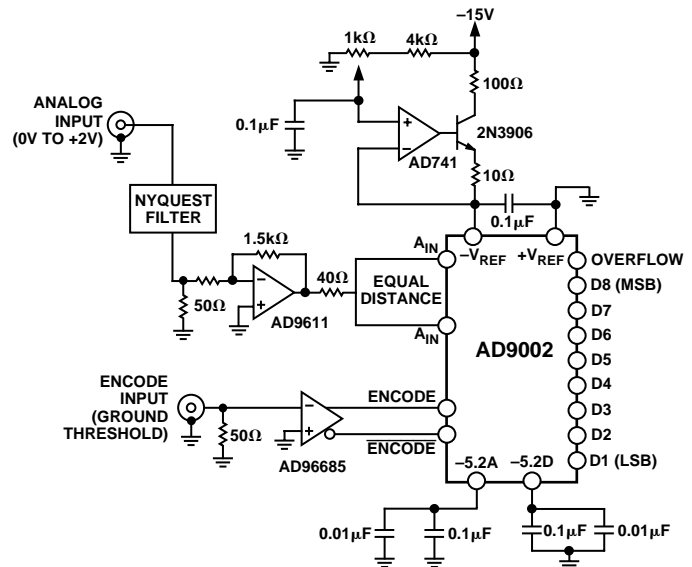 –15V
1kΩ
4kΩ
100Ω
ANALOG
INPUT
(0V TO +2V)
0.1µF
+
–
AD741
2N3906
10Ω
NYQUEST
FILTER
0.1µF
1.5kΩ
AIN
–VREF
+VREF
OVERFLOW
D8 (MSB)
–
+
40Ω
EQUAL
DISTANCE
50Ω
AD9611
D7
D6
AIN
AD9002
D5
D4
ENCODE
INPUT
(GROUND
THRESHOLD)
ENCODE
D3
–
+
50Ω
ENCODE
D2
AD96685
–5.2A
–5.2D
D1 (LSB)
0.01µF
0.1µF
0.1µF
0.01µF